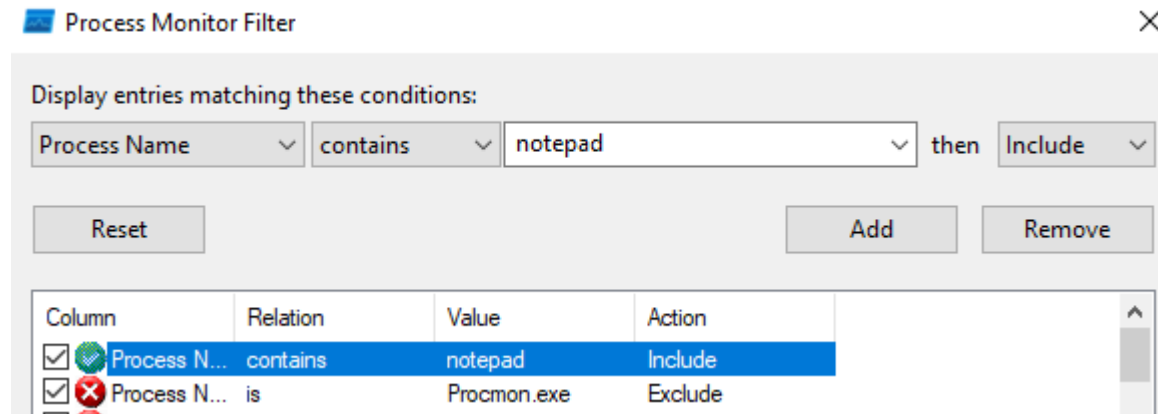 Process Monitor Filter
Display entries matching these conditions:
Process Name contains notepad then Include
Reset Add Remove
Column Relation Value Action
Process N... contains notepad Include
Process N... is Procmon.exe Exclude